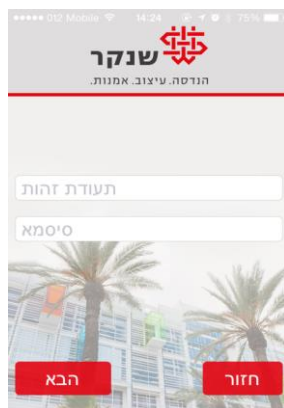 012 Mobile 14:24 75%
שנקר
הנדסה. עיצוב. אמנות.
תעודת זהות
סיסמא
חזור
הבא